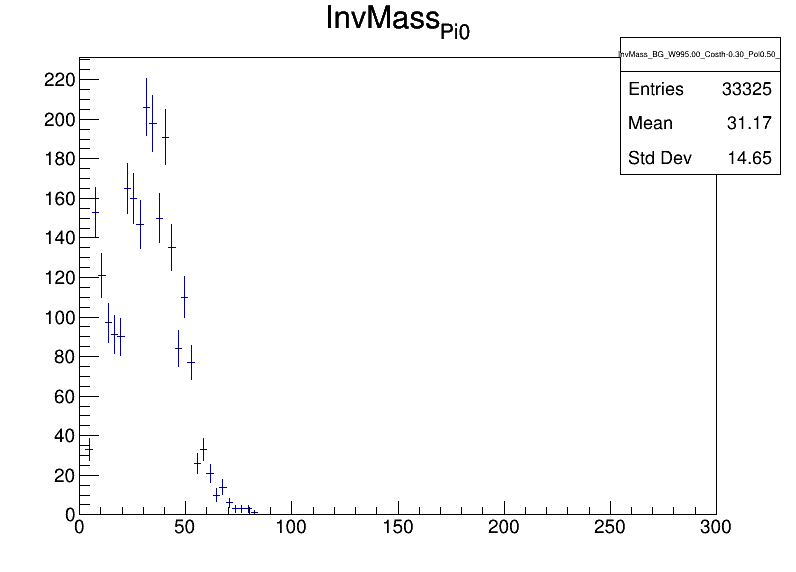 InvMass_Pi0
InvMass_BG_W995.00_Costh-0.30_Pol0.50_
Entries 33325
Mean 31.17
Std Dev 14.65
220
200
180
160
140
120
100
80
60
40
20
0
0 50 100 150 200 250 300